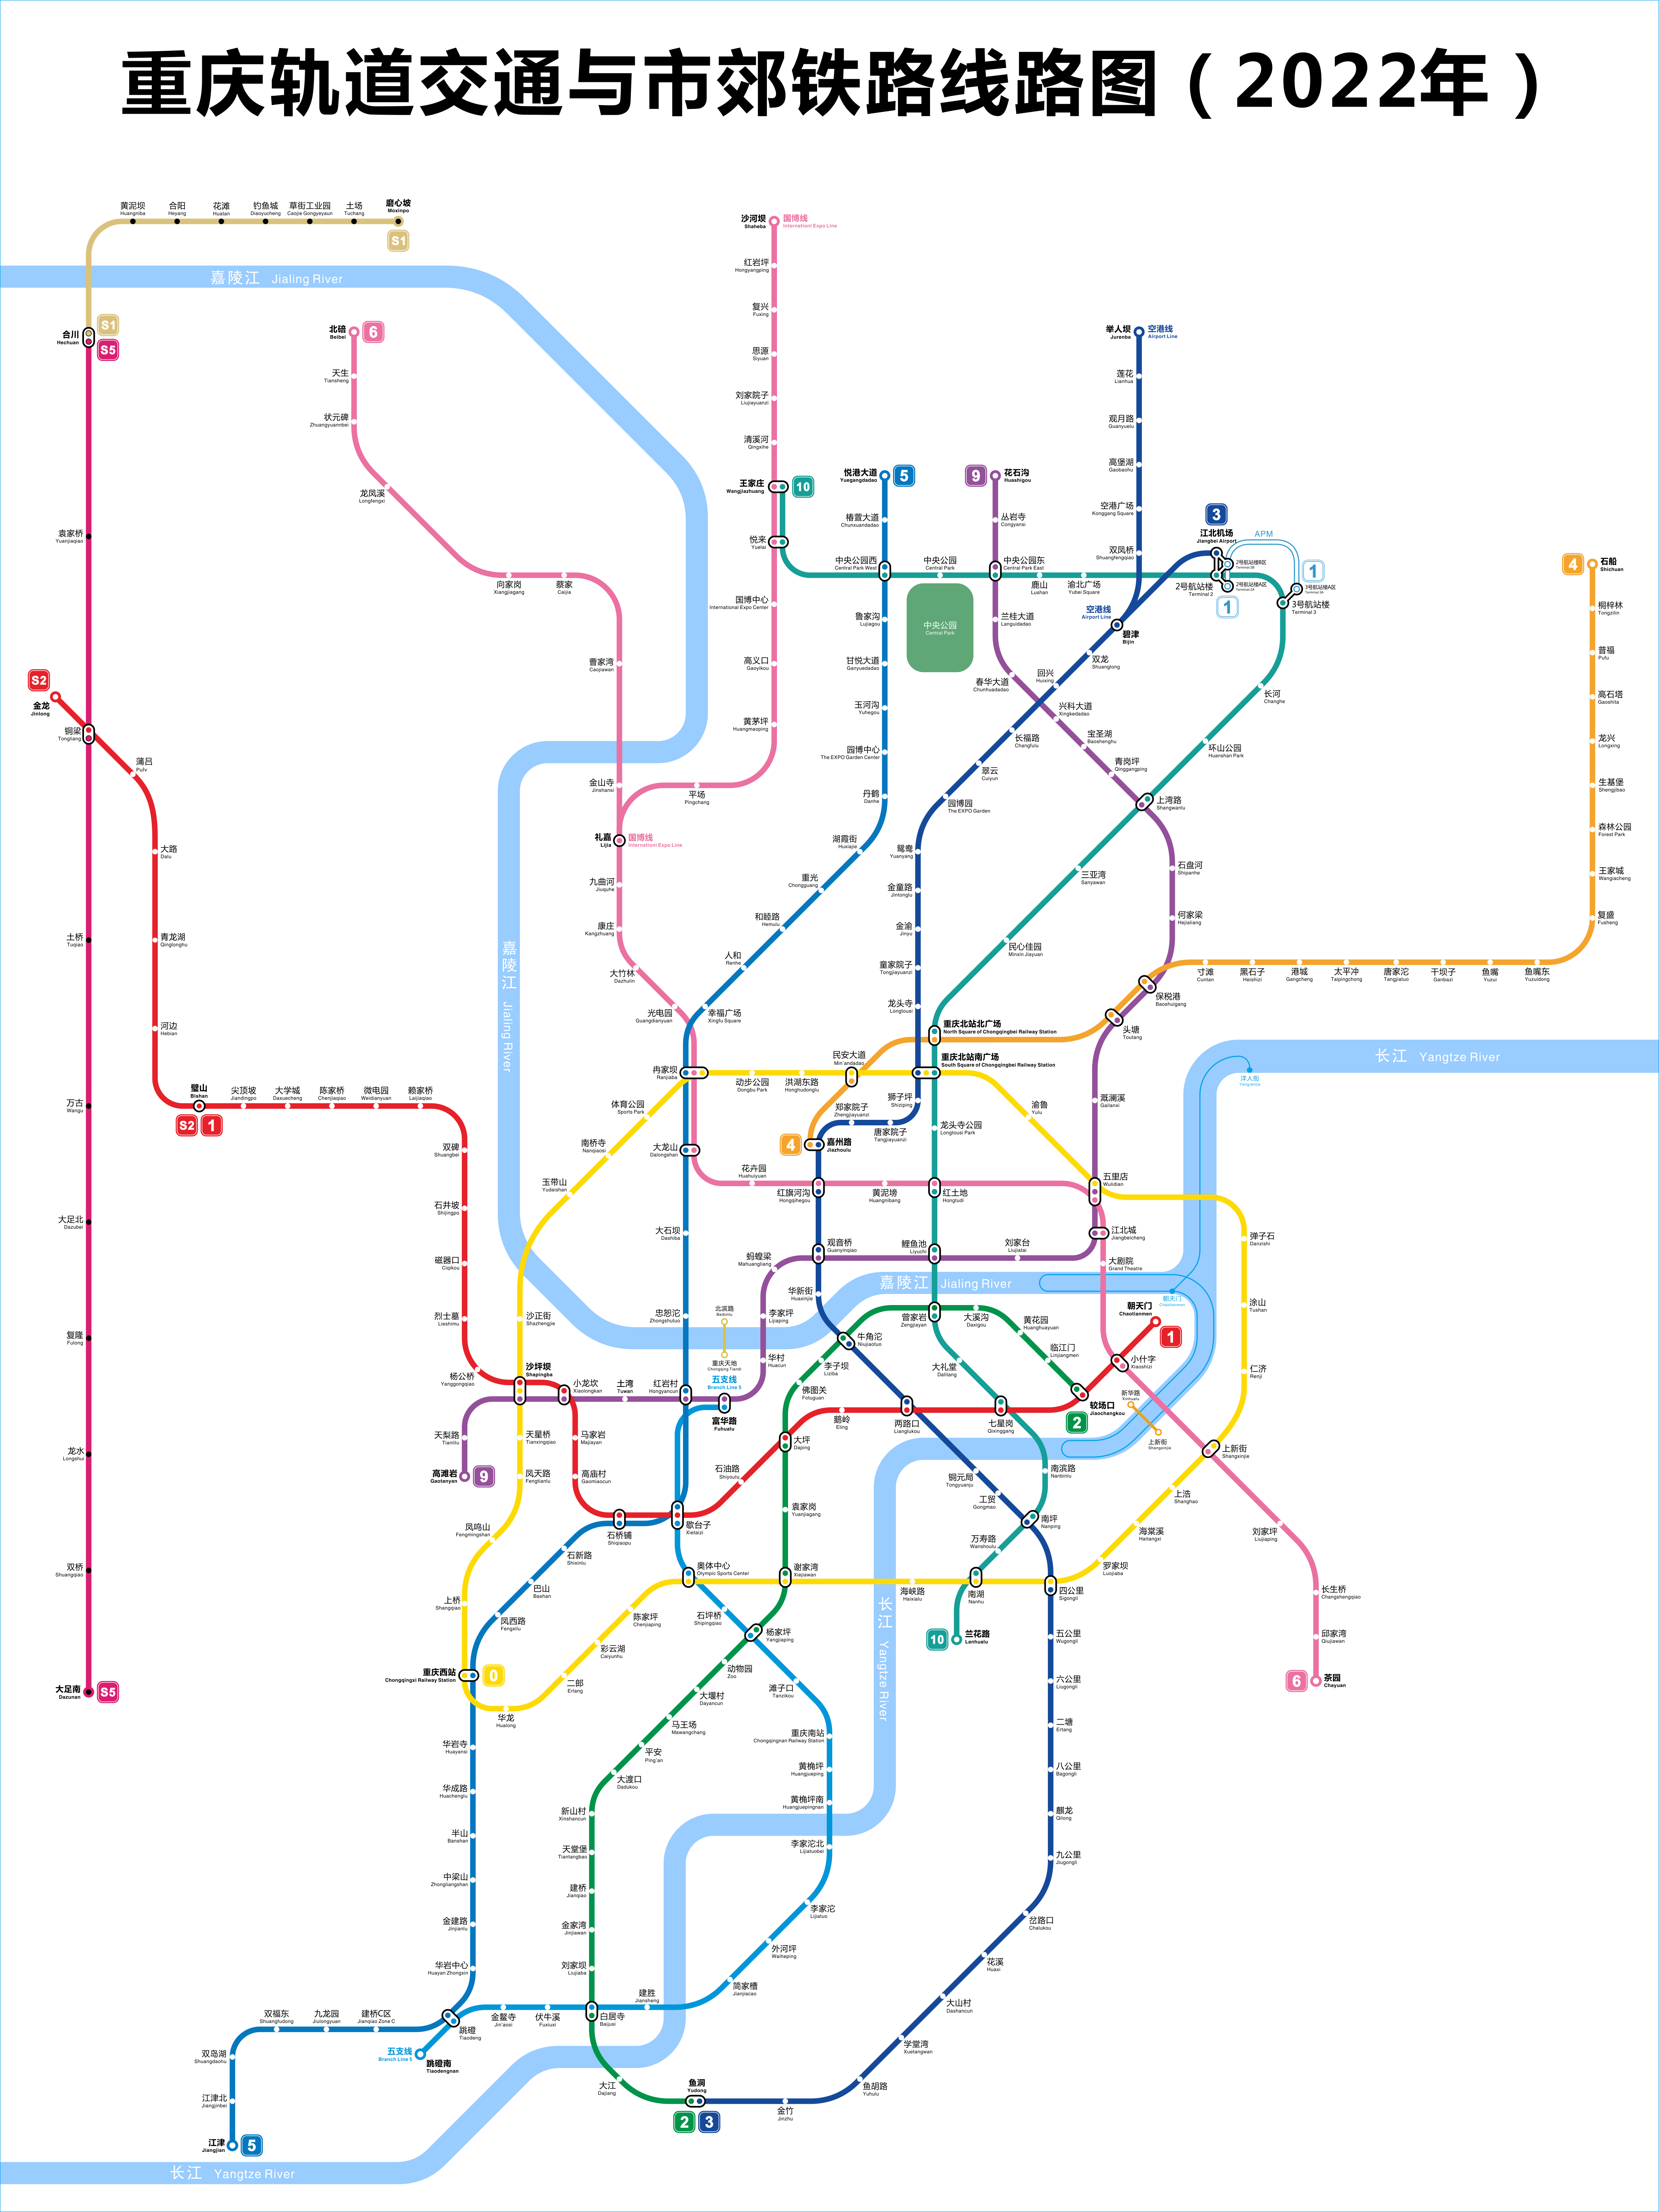 重庆轨道交通与市郊铁路线路图（2022年）
黄泥坝
Huangniba
合阳
Heyang
花滩
Huatan
钓鱼城
Diaoyucheng
草街工业园
Caojie Gongyeyaun
土场
Tuchang
磨心坡
Moxinpo
S1
嘉陵江 Jialing River
合川
Hechuan
S1
S5
北碚
Beibei
6
天生
Tiansheng
状元碑
Zhuangyuannbei
龙凤溪
Longfengxi
向家岗
Xiangjiagang
蔡家
Caijia
曹家湾
Caojiawan
金山寺
Jinshansi
礼嘉
Lijia
国博线
Internationl Expo Line
九曲河
Jiuquhe
康庄
Kangzhuang
大竹林
Dazhulin
光电园
Guangdianyuan
沙河坝
Shaheba
国博线
Internationl Expo Line
红岩坪
Hongyangping
复兴
Fuxing
思源
Siyuan
刘家院子
Liujiayuanzi
清溪河
Qingxihe
王家庄
Wangjiazhuang
10
悦来
Yuelai
国博中心
International Expo Center
高义口
Gaoyikou
黄茅坪
Huangmaoping
平场
Pingchang
悦港大道
Yuegangdadao
5
椿萱大道
Chunxuandadao
中央公园西
Central Park West
中央公园
Central Park
鲁家沟
Lujiagou
甘悦大道
Ganyuedadao
玉河沟
Yuhegou
园博中心
The EXPO Garden Center
丹鹤
Danhe
湖霞街
Huxiajie
重光
Chongguang
和睦路
Hemulu
人和
Renhe
幸福广场
Xingfu Square
中央公园
Central Park
9
花石沟
Huashigou
丛岩寺
Congyansi
中央公园东
Central Park East
鹿山
Lushan
渝北广场
Yubei Square
兰桂大道
Languidadao
春华大道
Chunhuadadao
兴科大道
Xingkedadao
宝圣湖
Baoshenghu
青岗坪
Qinggangping
上湾路
Shangwanlu
石盘河
Shipanhe
何家梁
Hejialiang
举人坝
Jurenba
空港线
Airport Line
莲花
Lianhua
观月路
Guanyuelu
高堡湖
Gaobaohu
空港广场
Konggang Square
双凤桥
Shuangfengqiao
空港线
Airport Line
碧津
Bijin
3
江北机场
Jiangbei Airport
APM
2号航站楼B区
Terminal 2B
2号航站楼A区
Terminal 2A
2号航站楼
Terminal 2
1
1
3号航站楼A区
Terminal 3A
3号航站楼
Terminal 3
双龙
Shuanglong
回兴
Huixing
长福路
Changfulu
翠云
Cuiyun
园博园
The EXPO Garden
鸳鸯
Yuanyang
金童路
Jintonglu
金渝
Jinyu
童家院子
Tongjiayuanzi
龙头寺
Longtousi
长河
Changhe
环山公园
Huanshan Park
三亚湾
Sanyawan
民心佳园
Minxin Jiayuan
4
石船
Shichuan
桐梓林
Tongzilin
普福
Pufu
高石塔
Gaoshita
龙兴
Longxing
生基堡
Shengjibao
森林公园
Forest Park
王家城
Wangjiacheng
复盛
Fusheng
寸滩
Cuntan
黑石子
Heishizi
港城
Gangcheng
太平冲
Taipingchong
唐家沱
Tangjiatuo
干坝子
Ganbazi
鱼嘴
Yuzui
鱼嘴东
Yuzuidong
保税港
Baoshuigang
头塘
Toutang
重庆北站北广场
North Square of Chongqingbei Railway Station
重庆北站南广场
South Square of Chongqingbei Railway Station
民安大道
Min'andadao
长江 Yangtze River
洋人街
Yangrenjie
S2
金龙
Jinlong
铜梁
Tongliang
蒲吕
Pulv
大路
Dalu
青龙湖
Qinglonghu
河边
Hebian
璧山
Bishan
S2
1
尖顶坡
Jiandingpo
大学城
Daxuecheng
陈家桥
Chenjiaqiao
微电园
Weidianyuan
赖家桥
Laijiaqiao
双碑
Shuangbei
石井坡
Shijingpo
磁器口
Ciqikou
烈士墓
Lieshimu
杨公桥
Yanggongqiao
袁家桥
Yuanjiaqiao
土桥
Tuqiao
万古
Wangu
大足北
Dazubei
复隆
Fulong
龙水
Longshui
双桥
Shuangqiao
大足南
Dazunan
S5
嘉陵江 Jialing River
冉家坝
Ranjiaba
动步公园
Dongbu Park
洪湖东路
Honghudonglu
体育公园
Sports Park
南桥寺
Nanqiaosi
玉带山
Yudaishan
大龙山
Dalongshan
郑家院子
Zhengjiayuanzi
唐家院子
Tangjiayuanzi
狮子坪
Shiziping
4
嘉州路
Jiazhoulu
龙头寺公园
Longtousi Park
渝鲁
Yulu
溉澜溪
Gailanxi
五里店
Wulidian
花卉园
Huahuiyuan
红旗河沟
Hongqihegou
黄泥塝
Huangnibang
红土地
Hongtudi
江北城
Jiangbeicheng
大剧院
Grand Theatre
弹子石
Danzishi
涂山
Tushan
仁济
Renji
大石坝
Dashiba
忠恕沱
Zhongshutuo
蚂蝗梁
Mahuangliang
观音桥
Guanyinqiao
鲤鱼池
Liyuchi
刘家台
Liujiatai
华新街
Huaxinjie
嘉陵江 Jialing River
朝天门
Chaotianmen
朝天门
Chaotianmen
1
沙正街
Shazhengjie
沙坪坝
Shapingba
小龙坎
Xiaolongkan
土湾
Tuwan
红岩村
Hongyancun
北滨路
Beibinlu
重庆天地
Chongqing Tiandi
五支线
Branch Line 5
富华路
Fuhualu
李家坪
Lijiaping
华村
Huacun
牛角沱
Niujiaotuo
李子坝
Liziba
佛图关
Fotuguan
曾家岩
Zengjiayan
大溪沟
Daxigou
黄花园
Huanghuayuan
临江门
Linjiangmen
大礼堂
Dalitang
小什字
Xiaoshizi
2
较场口
Jiaochangkou
新华路
Xinhualu
上新街
Shangxinjie
上新街
Shangxinjie
鹅岭
Eling
两路口
Lianglukou
七星岗
Qixinggang
天梨路
Tianlilu
高滩岩
Gaotanyan
9
天星桥
Tianxingqiao
马家岩
Majiayan
凤天路
Fengtianlu
高庙村
Gaomiaocun
凤鸣山
Fengmingshan
石桥铺
Shiqiaopu
歇台子
Xietaizi
石油路
Shiyoulu
大坪
Daping
袁家岗
Yuanjiagang
谢家湾
Xiejiawan
铜元局
Tongyuanju
工贸
Gongmao
南滨路
Nanbinlu
南坪
Nanping
万寿路
Wanshoulu
南湖
Nanhu
10
兰花路
Lanhualu
上浩
Shanghao
海棠溪
Haitangxi
罗家坝
Luojiaba
刘家坪
Liujiaping
长生桥
Changshengqiao
邱家湾
Qiujiawan
6
茶园
Chayuan
石新路
Shixinlu
巴山
Bashan
凤西路
Fengxilu
上桥
Shangqiao
重庆西站
Chongqingxi Railway Station
0
华龙
Hualong
二郎
Erlang
彩云湖
Caiyunhu
陈家坪
Chenjiaping
奥体中心
Olympic Sports Center
石坪桥
Shipingqiao
杨家坪
Yangjiaping
海峡路
Haixialu
长江 Yangtze River
四公里
Sigongli
五公里
Wugongli
六公里
Liugongli
二塘
Ertang
八公里
Bagongli
麒龙
Qilong
九公里
Jiugongli
岔路口
Chalukou
花溪
Huaxi
大山村
Dashancun
学堂湾
Xuetangwan
鱼胡路
Yuhulu
金竹
Jinzhu
动物园
Zoo
大堰村
Dayancun
马王场
Mawangchang
平安
Ping'an
大渡口
Dadukou
新山村
Xinshancun
天堂堡
Tiantangbao
建桥
Jianqiao
金家湾
Jinjiawan
刘家坝
Liujiaba
白居寺
Baijusi
大江
Dajiang
鱼洞
Yudong
2
3
滩子口
Tanzikou
重庆南站
Chongqingnan Railway Station
黄桷坪
Huangjueping
黄桷坪南
Huangjuepingnan
李家沱北
Lijiatuobei
李家沱
Lijiatuo
外河坪
Waiheping
简家槽
Jianjiacao
建胜
Jiansheng
伏牛溪
Fuxiuxi
金鳌寺
Jin'aosi
华岩寺
Huayansi
华成路
Huachenglu
半山
Banshan
中梁山
Zhongliangshan
金建路
Jinjianlu
华岩中心
Huayan Zhongxin
跳磴
Tiaodeng
五支线
Branch Line 5
跳磴南
Tiaodengnan
建桥C区
Jianqiao Zone C
九龙园
Jiulongyuan
双福东
Shuangfudong
双岛湖
Shuangdaohu
江津北
Jiangjinbei
江津
Jiangjian
5
长江 Yangtze River